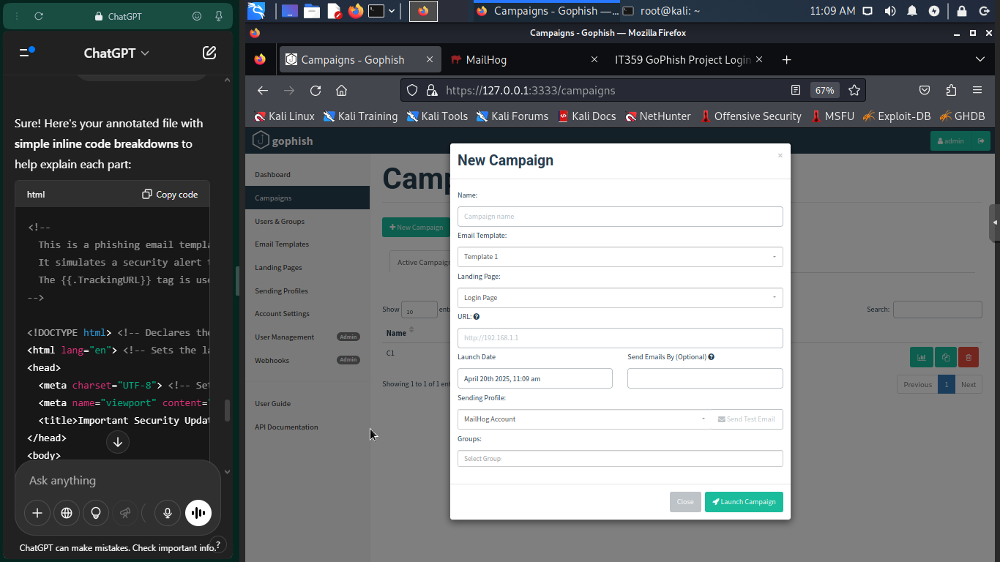 ChatGPT
ChatGPT
Sure! Here's your annotated file with
simple inline code breakdowns to
help explain each part:
html
Copy code
<!--
This is a phishing email templa
It simulates a security alert t
The {{.TrackingURL}} tag is use
-->
<!DOCTYPE html> <!-- Declares the
<html lang="en"> <!-- Sets the la
<head>
<meta charset="UTF-8"> <!-- Set
<meta name="viewport" content="
<title>Important Security Updat
</head>
<body>
Ask anything
ChatGPT can make mistakes. Check important info.
?
Campaigns - Gophish —...
root@kali: ~
11:09 AM
Campaigns - Gophish — Mozilla Firefox
Campaigns - Gophish
MailHog
IT359 GoPhish Project Login
https://127.0.0.1:3333/campaigns
67%
Kali Linux
Kali Training
Kali Tools
Kali Forums
Kali Docs
NetHunter
Offensive Security
MSFU
Exploit-DB
GHDB
gophish
admin
Dashboard
Campaigns
Users & Groups
Email Templates
Landing Pages
Sending Profiles
Account Settings
User Management Admin
Webhooks Admin
User Guide
API Documentation
Camp
New Campaign
Active Campaign
Show 10 ent
Search:
Name
C1
Showing 1 to 1 of 1 ent
Previous 1 Next
New Campaign
×
Name:
Campaign name
Email Template:
Template 1
Landing Page:
Login Page
URL:
http://192.168.1.1
Launch Date
Send Emails By (Optional)
April 20th 2025, 11:09 am
Sending Profile:
MailHog Account
Send Test Email
Groups:
Select Group
Close
Launch Campaign